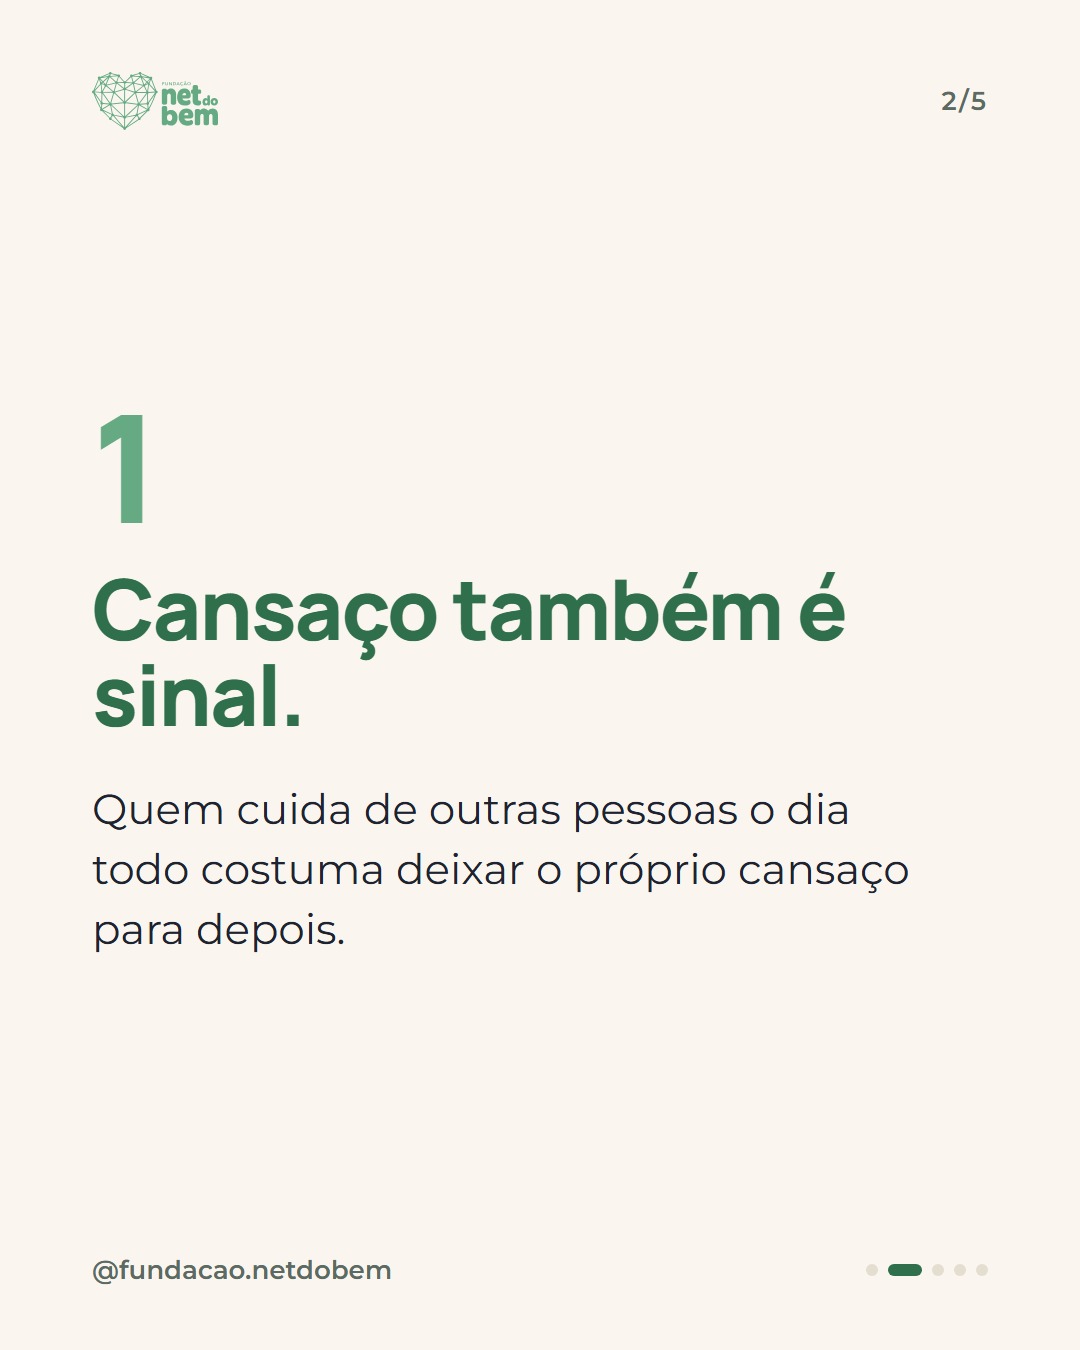 FUNDAÇÃO
net do
bem
2/5
1
Cansaço também é
sinal.
Quem cuida de outras pessoas o dia
todo costuma deixar o próprio cansaço
para depois.
@fundacao.netdobem